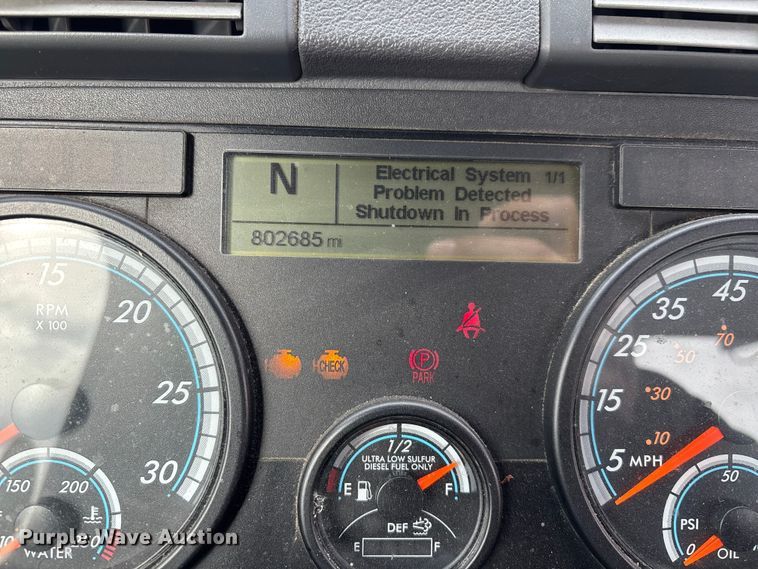 N
Electrical System 1/1
Problem Detected
Shutdown In Process
802685 mi
15
RPM
X 100
20
25
30
CHECK
P
PARK
45
35
25
15
5 MPH
70
50
30
10
1/2
ULTRA LOW SULFUR
DIESEL FUEL ONLY
E
F
DEF
E
F
150
200
WATER
50
PSI
0
OIL
Purple Wave Auction